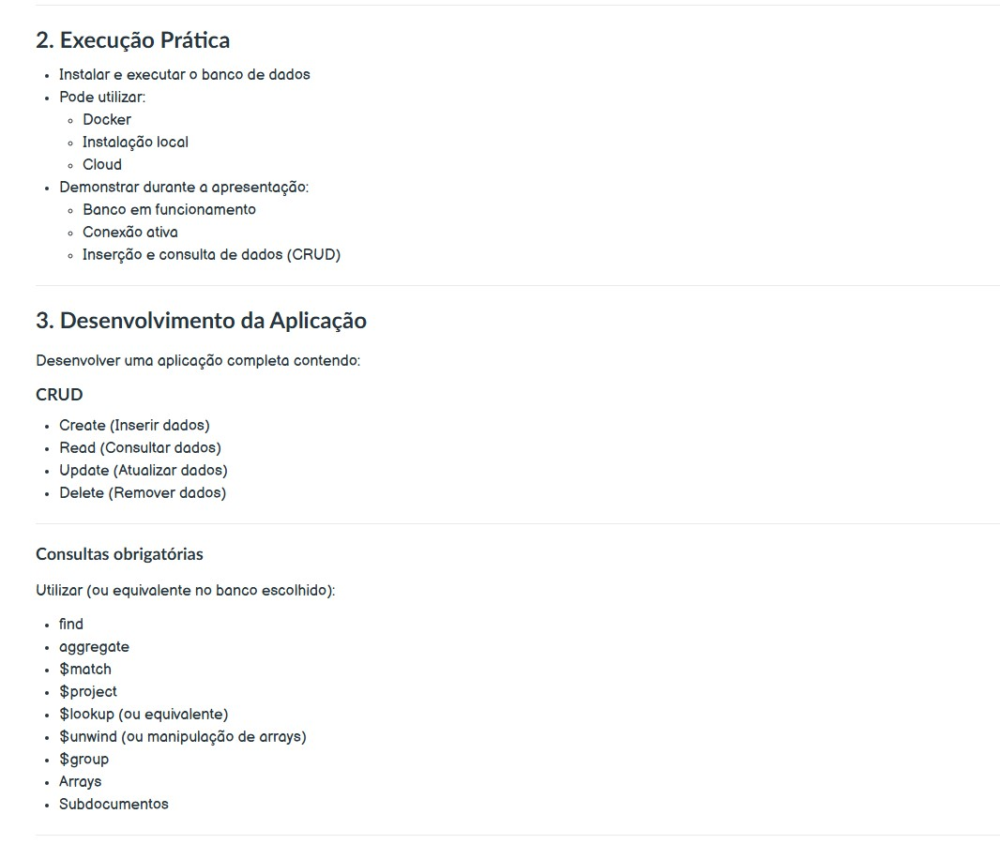 2. Execução Prática
Instalar e executar o banco de dados
Pode utilizar:
Docker
Instalação local
Cloud
Demonstrar durante a apresentação:
Banco em funcionamento
Conexão ativa
Inserção e consulta de dados (CRUD)
3. Desenvolvimento da Aplicação
Desenvolver uma aplicação completa contendo:
CRUD
Create (Inserir dados)
Read (Consultar dados)
Update (Atualizar dados)
Delete (Remover dados)
Consultas obrigatórias
Utilizar (ou equivalente no banco escolhido):
find
aggregate
$match
$project
$lookup (ou equivalente)
$unwind (ou manipulação de arrays)
$group
Arrays
Subdocumentos